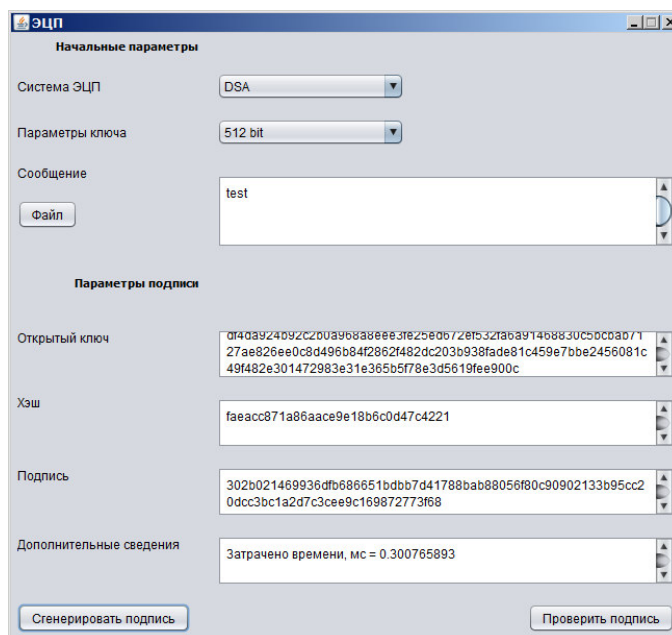 ЭЦП
Начальные параметры
Система ЭЦП
DSA
Параметры ключа
512 bit
Сообщение
test
Файл
Параметры подписи
Открытый ключ
df4da924b92c2b0a968a8eee3fe25ed672ef532fa6a91468830c5bcbab71
27ae826ee0c8d496b84f2862f482dc203b938fade81c459e7bbe2456081c
49f482e301472983e31e365b5f78e3d5619fee900c
Хэш
faeacc871a86aace9e18b6c0d47c4221
Подпись
302b021469936dfb686651bdbb7d41788bab88056f80c90902133b95cc2
0dcc3bc1a2d7c3cee9c169872773f68
Дополнительные сведения
Затрачено времени, мс = 0.300765893
Сгенерировать подпись
Проверить подпись